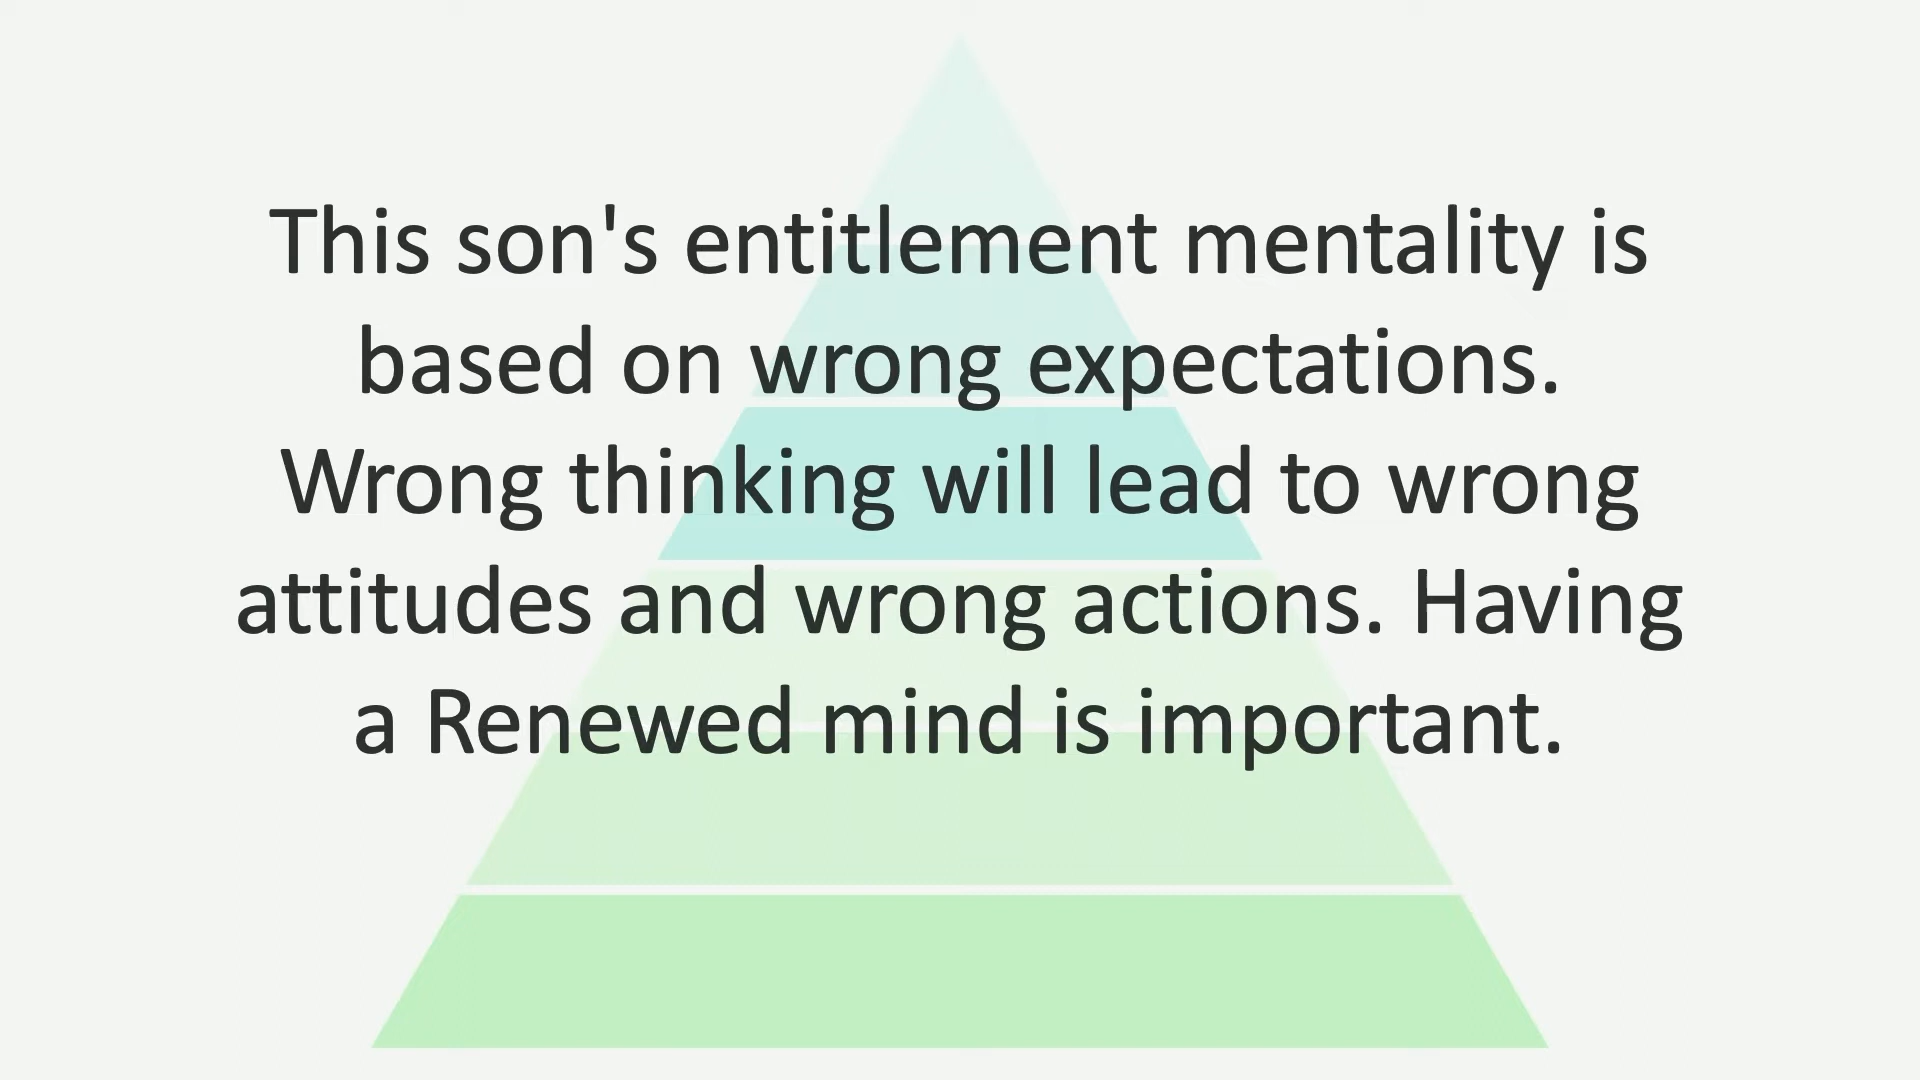 This son's entitlement mentality is
based on wrong expectations.
Wrong thinking will lead to wrong
attitudes and wrong actions. Having
a Renewed mind is important.